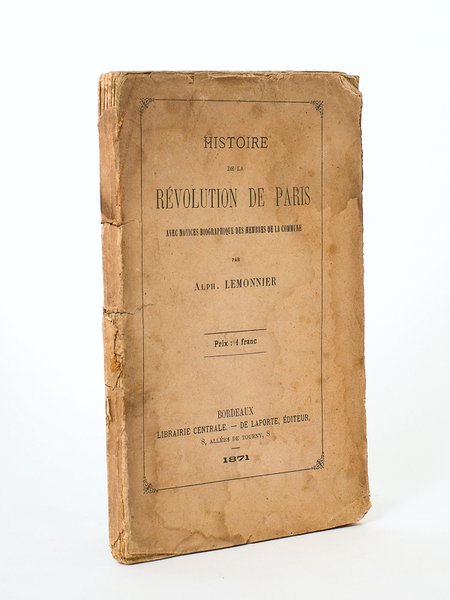 HISTOIRE
DE LA
RÉVOLUTION DE PARIS
AVEC NOTICES BIOGRAPHIQUE DES MEMBRES DE LA COMMUNE
PAR
ALPH. LEMONNIER
Prix : 1 franc
BORDEAUX
LIBRAIRIE CENTRALE. — DE LAPORTE, ÉDITEUR,
8, ALLÉES DE TOURNY, 8
1871